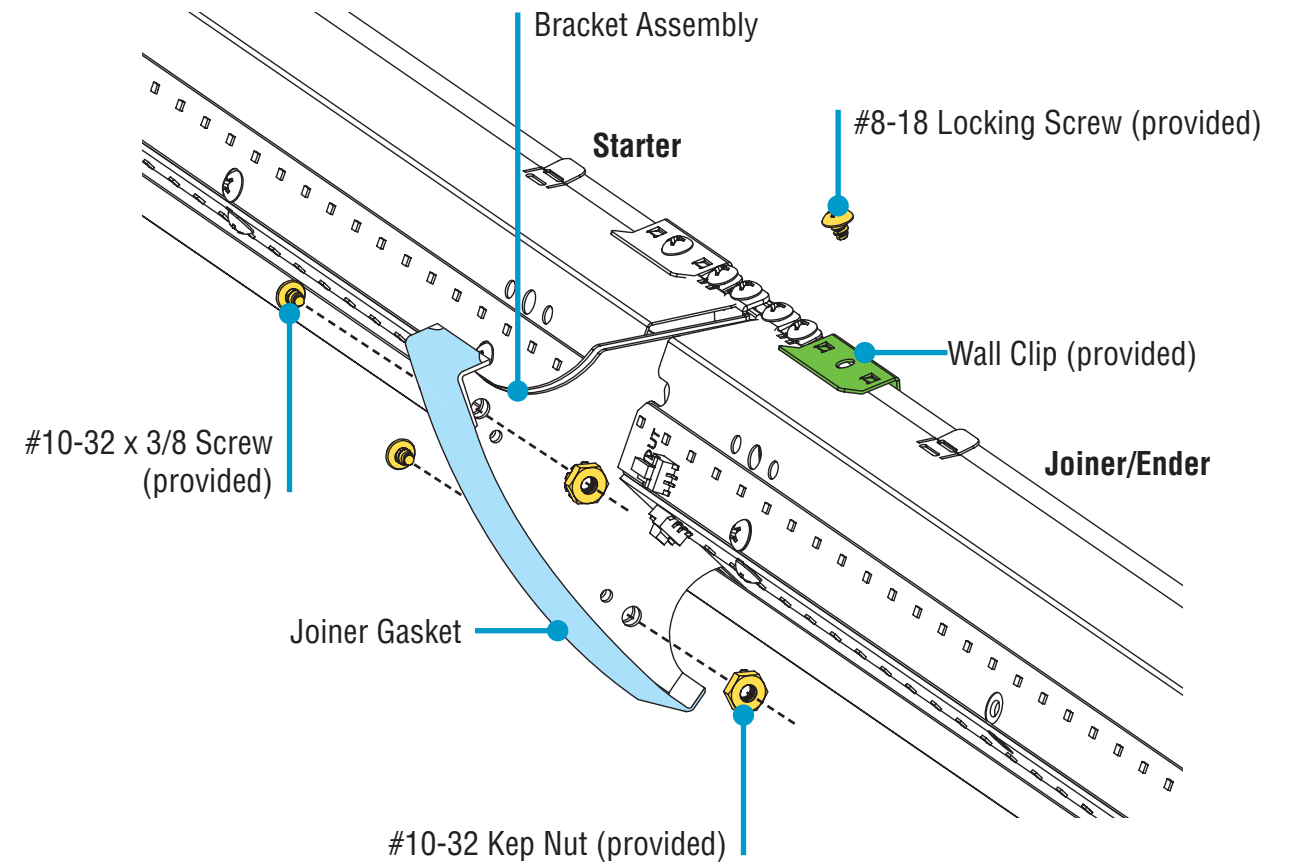 Bracket Assembly
#8-18 Locking Screw (provided)
Starter
Wall Clip (provided)
#10-32 x 3/8 Screw
(provided)
Joiner/Ender
Joiner Gasket
#10-32 Kep Nut (provided)